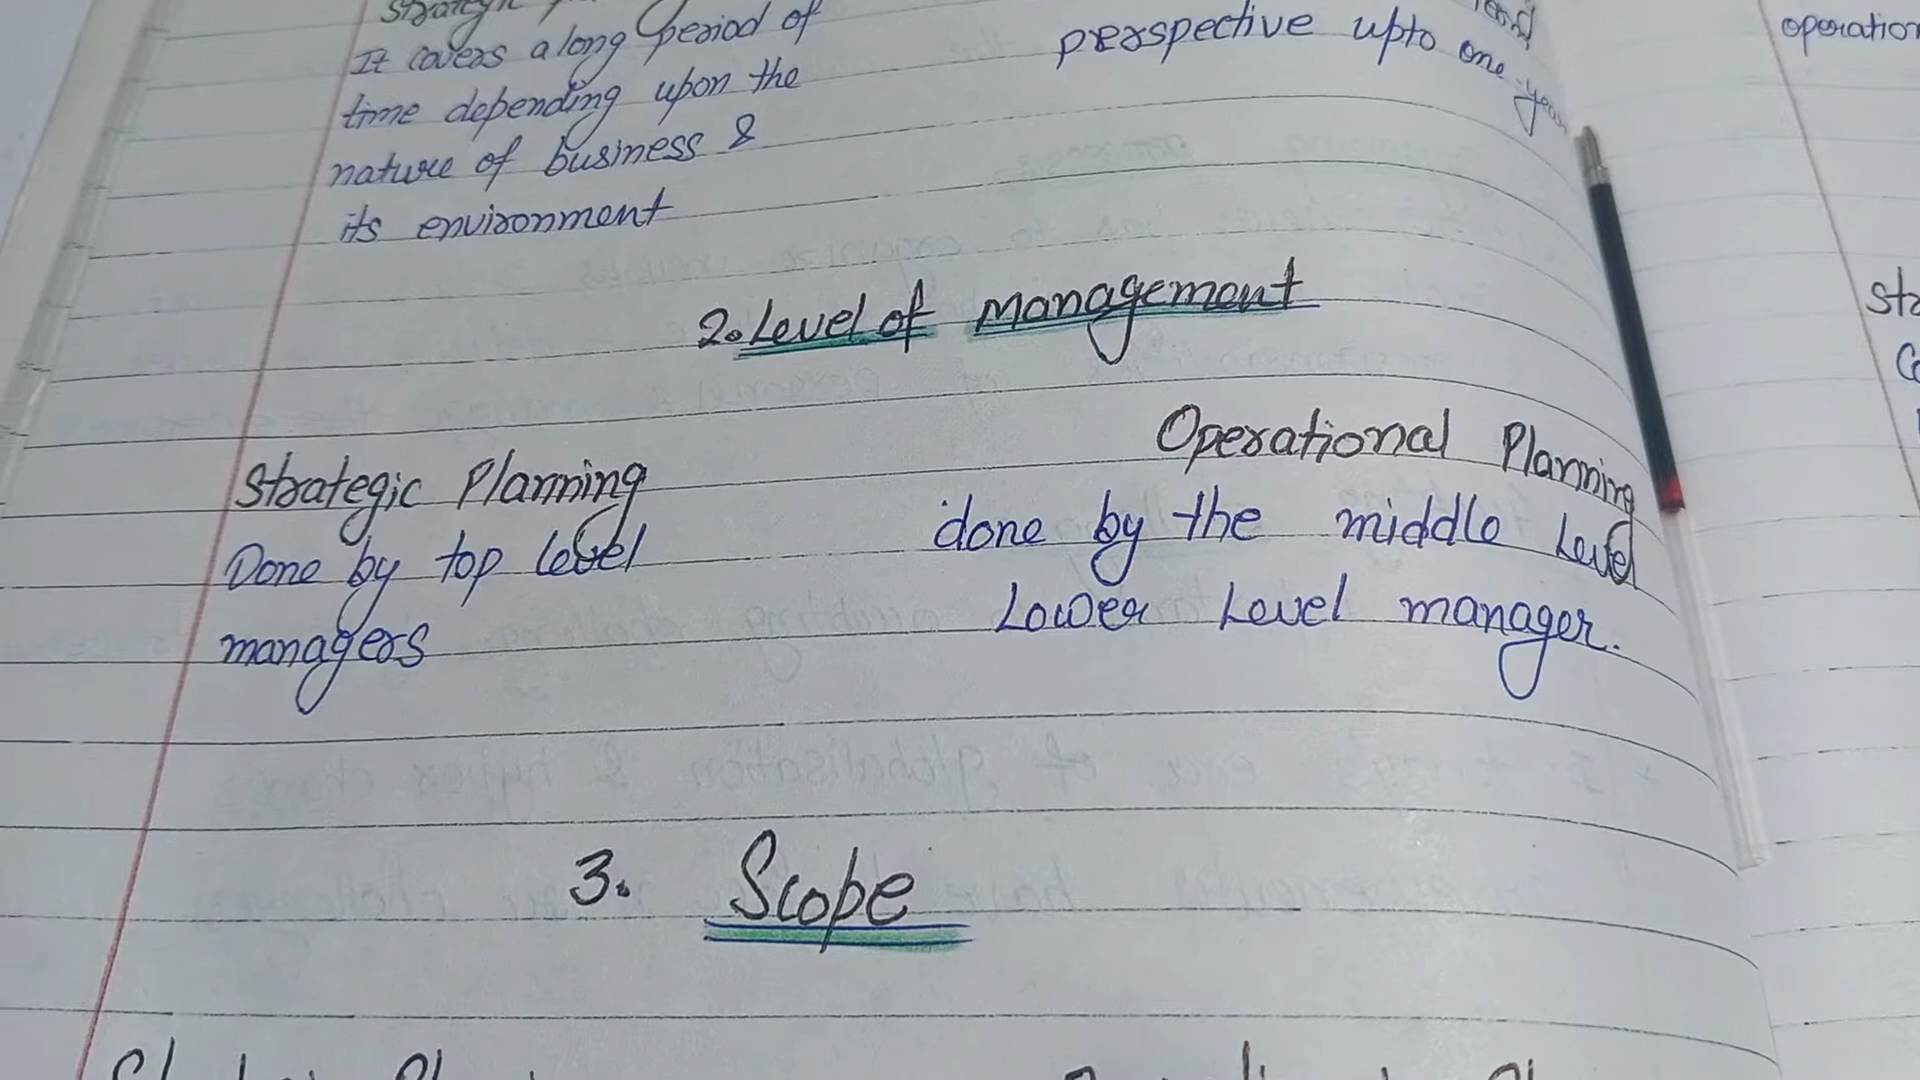 Strategic
It covers a long period of
time depending upon the
nature of business &
its environment
perspective upto one year
2. Level of management
Strategic Planning
Done by top level
managers
Operational Planning
done by the middle Level
Lower Level manager.
3. Scope
operation